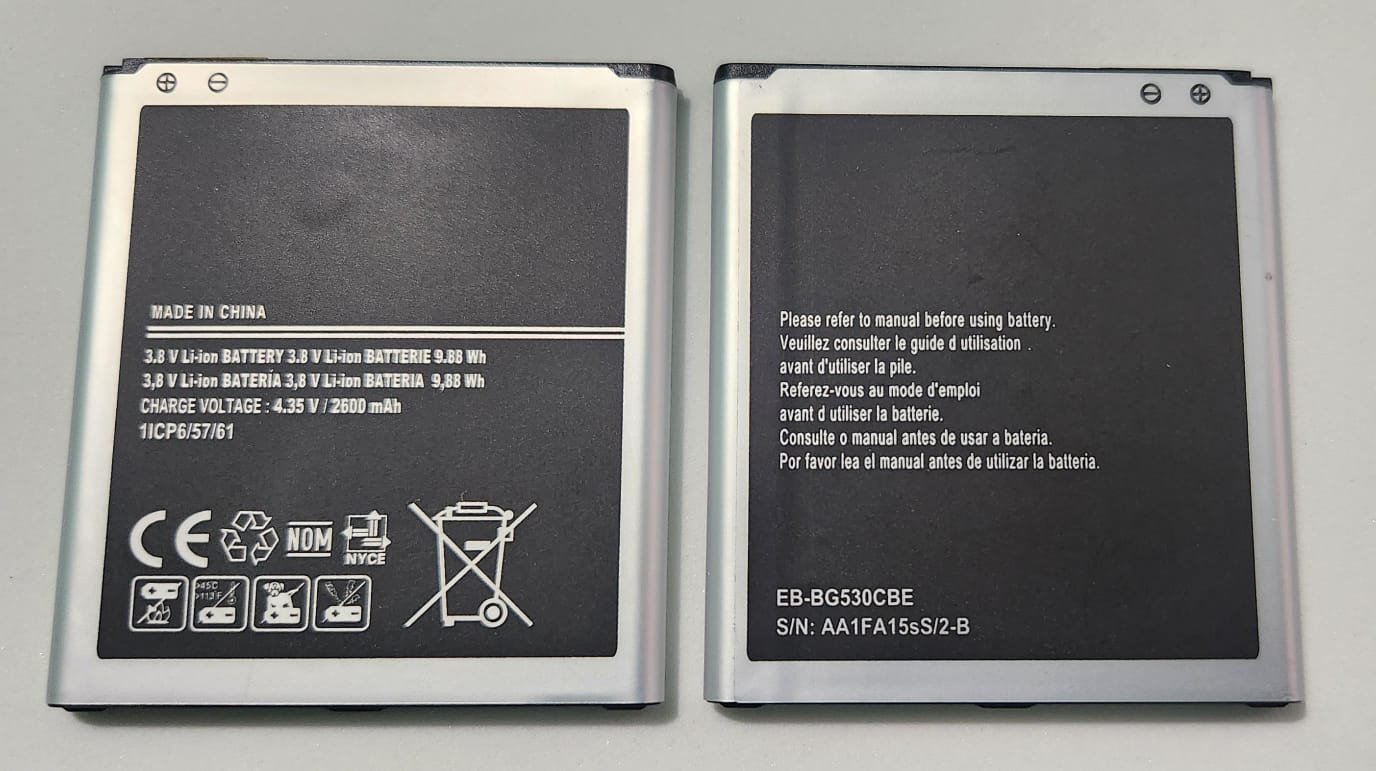 MADE IN CHINA
3.8 V Li-ion BATTERY 3.8 V Li-ion BATTERIE 9.88 Wh
3,8 V Li-ion BATERÍA 3,8 V Li-ion BATERIA 9,88 Wh
CHARGE VOLTAGE : 4.35 V / 2600 mAh
1ICP6/57/61
CE
NOM
NYCE
>45C
>113 F
Please refer to manual before using battery.
Veuillez consulter le guide d utilisation .
avant d'utiliser la pile.
Referez-vous au mode d'emploi
avant d utiliser la batterie.
Consulte o manual antes de usar a bateria.
Por favor lea el manual antes de utilizar la batteria.
EB-BG530CBE
S/N: AA1FA15sS/2-B